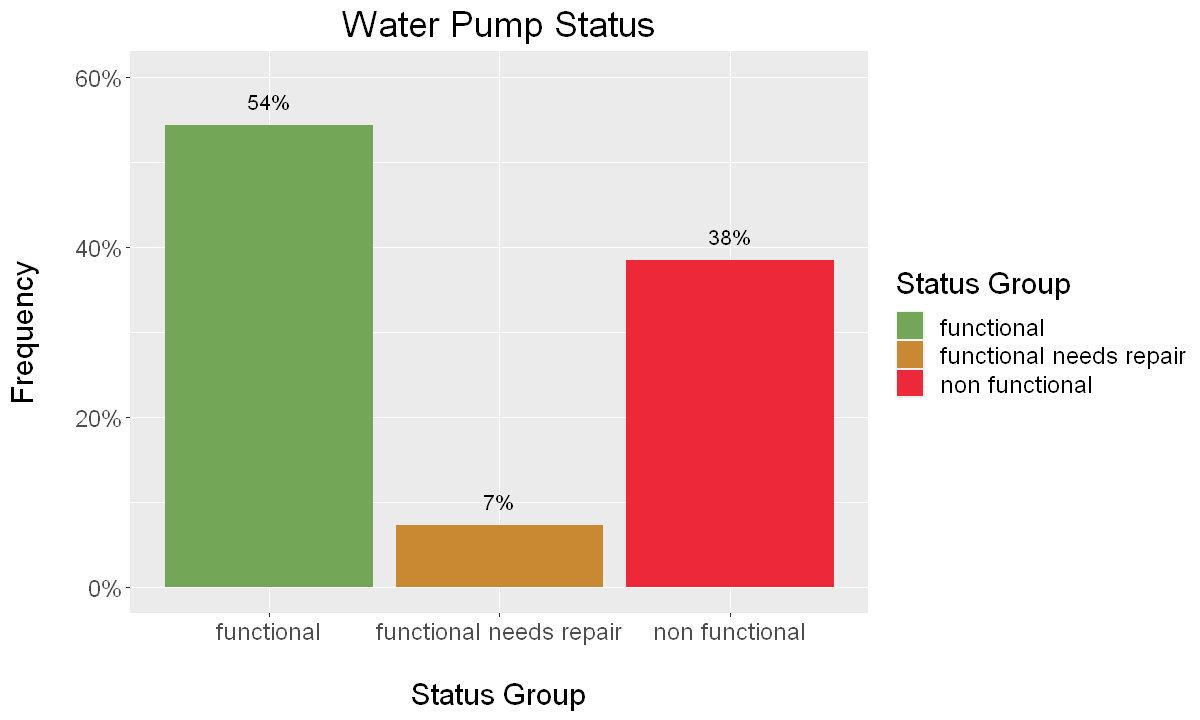 Water Pump Status
Frequency
60%
40%
20%
0%
54%
7%
38%
functional
functional needs repair
non functional
Status Group
Status Group
functional
functional needs repair
non functional